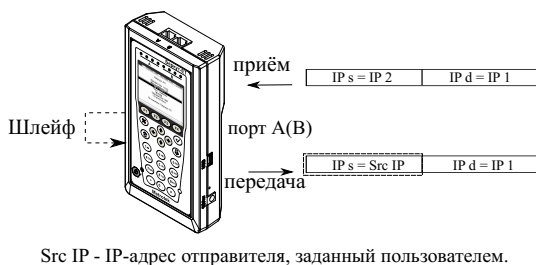 приём
IP s = IP 2 IP d = IP 1
Шлейф
порт A(B)
передача
IP s = Src IP IP d = IP 1
Src IP - IP-адрес отправителя, заданный пользователем.